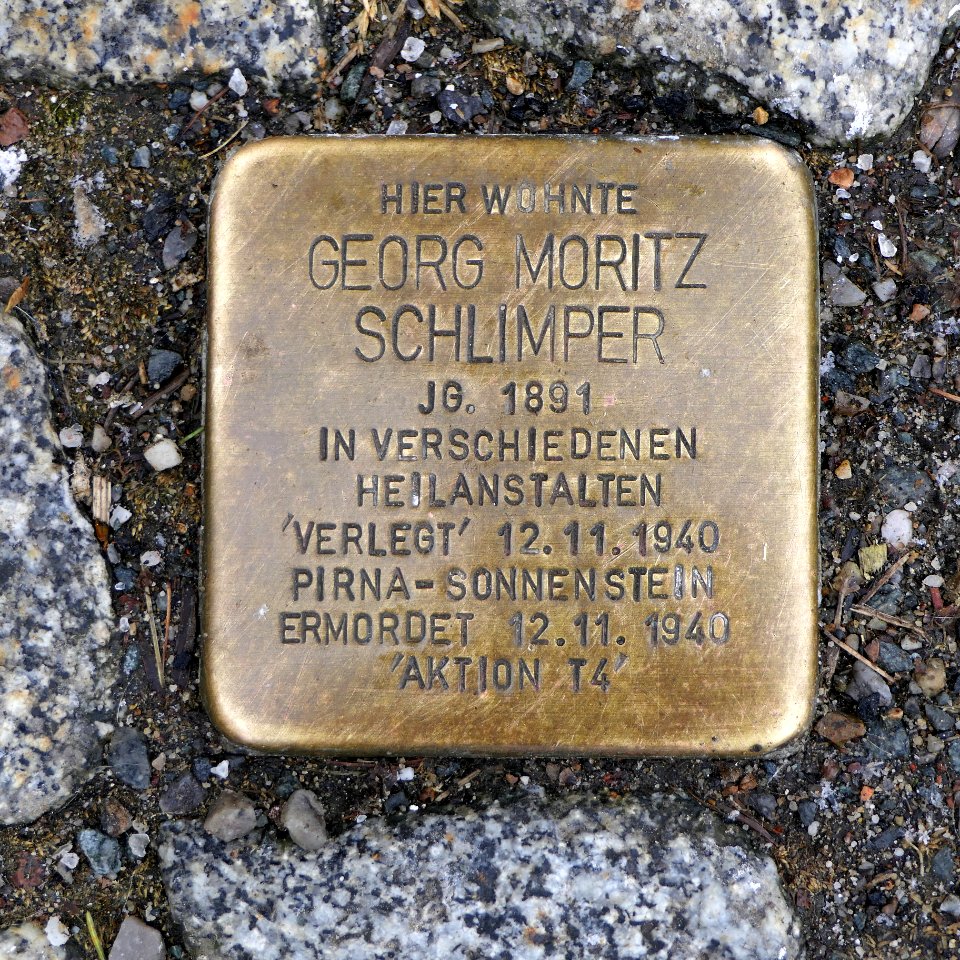 HIER WOHNTE
GEORG MORITZ
SCHLIMPER
JG. 1891
IN VERSCHIEDENEN
HEILANSTALTEN
'VERLEGT' 12.11.1940
PIRNA-SONNENSTEIN
ERMORDET 12.11.1940
'AKTION T4'